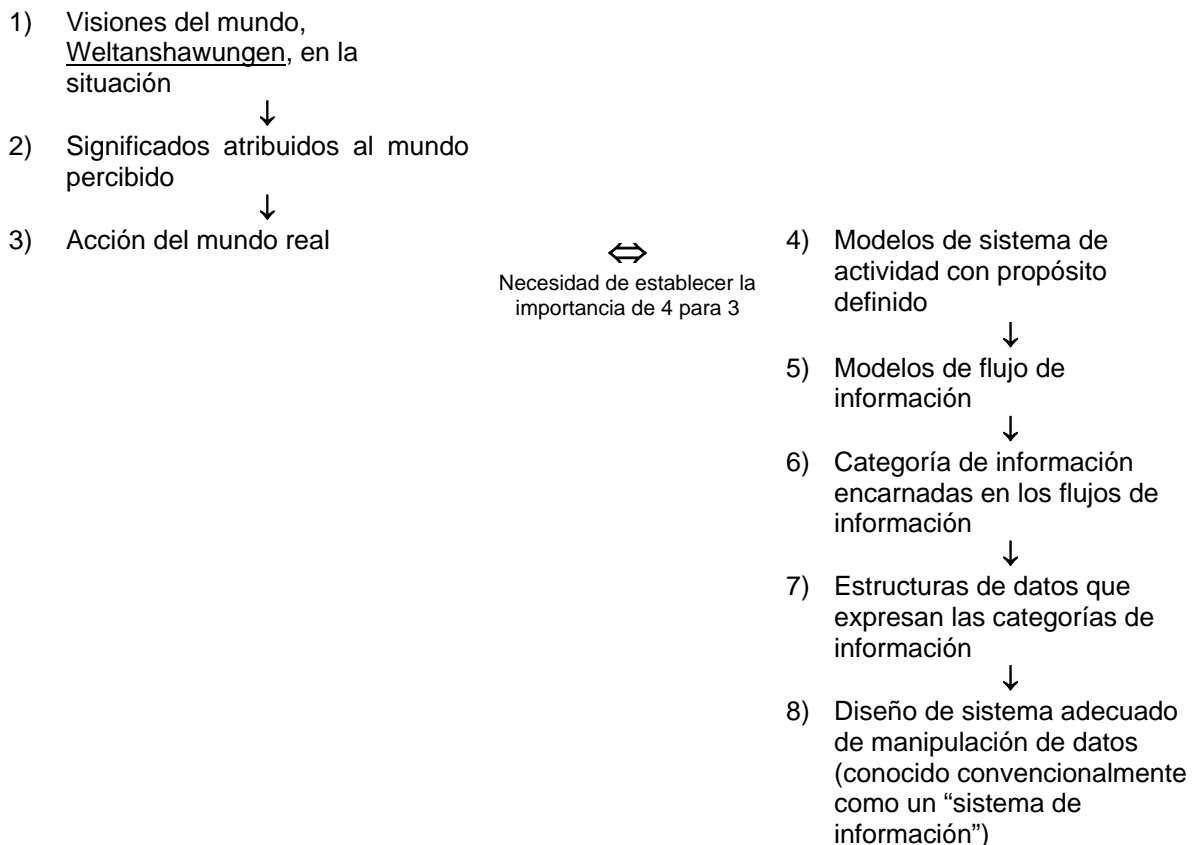 1) Visiones del mundo,
Weltanshawungen, en la
situación
↓
2) Significados atribuidos al mundo
percibido
↓
3) Acción del mundo real
⇔
Necesidad de establecer la
importancia de 4 para 3
4) Modelos de sistema de
actividad con propósito
definido
↓
5) Modelos de flujo de
información
↓
6) Categoría de información
encarnadas en los flujos de
información
↓
7) Estructuras de datos que
expresan las categorías de
información
↓
8) Diseño de sistema adecuado
de manipulación de datos
(conocido convencionalmente
como un “sistema de
información”)